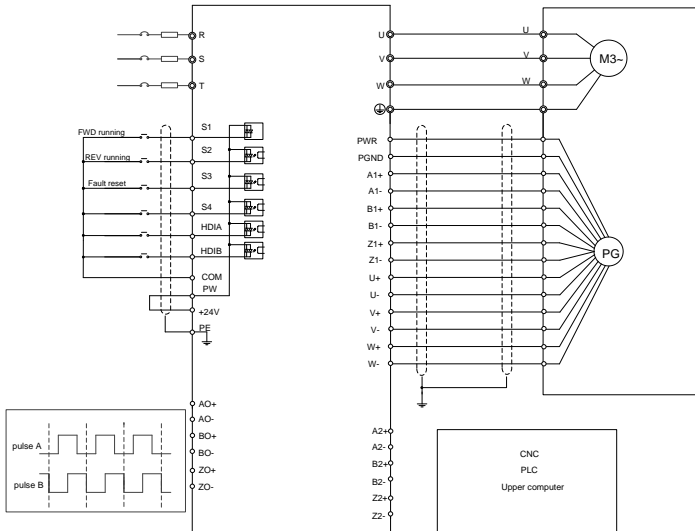 R
S
T
FWD running
REV running
Fault reset
S1
S2
S3
S4
HDIA
HDIB
COM
PW
+24V
PE
AO+
AO-
BO+
BO-
ZO+
ZO-
pulse A
pulse B
U
V
W
U
V
W
M3~
PWR
PGND
A1+
A1-
B1+
B1-
Z1+
Z1-
U+
U-
V+
V-
W+
W-
PG
A2+
A2-
B2+
B2-
Z2+
Z2-
CNC
PLC
Upper computer